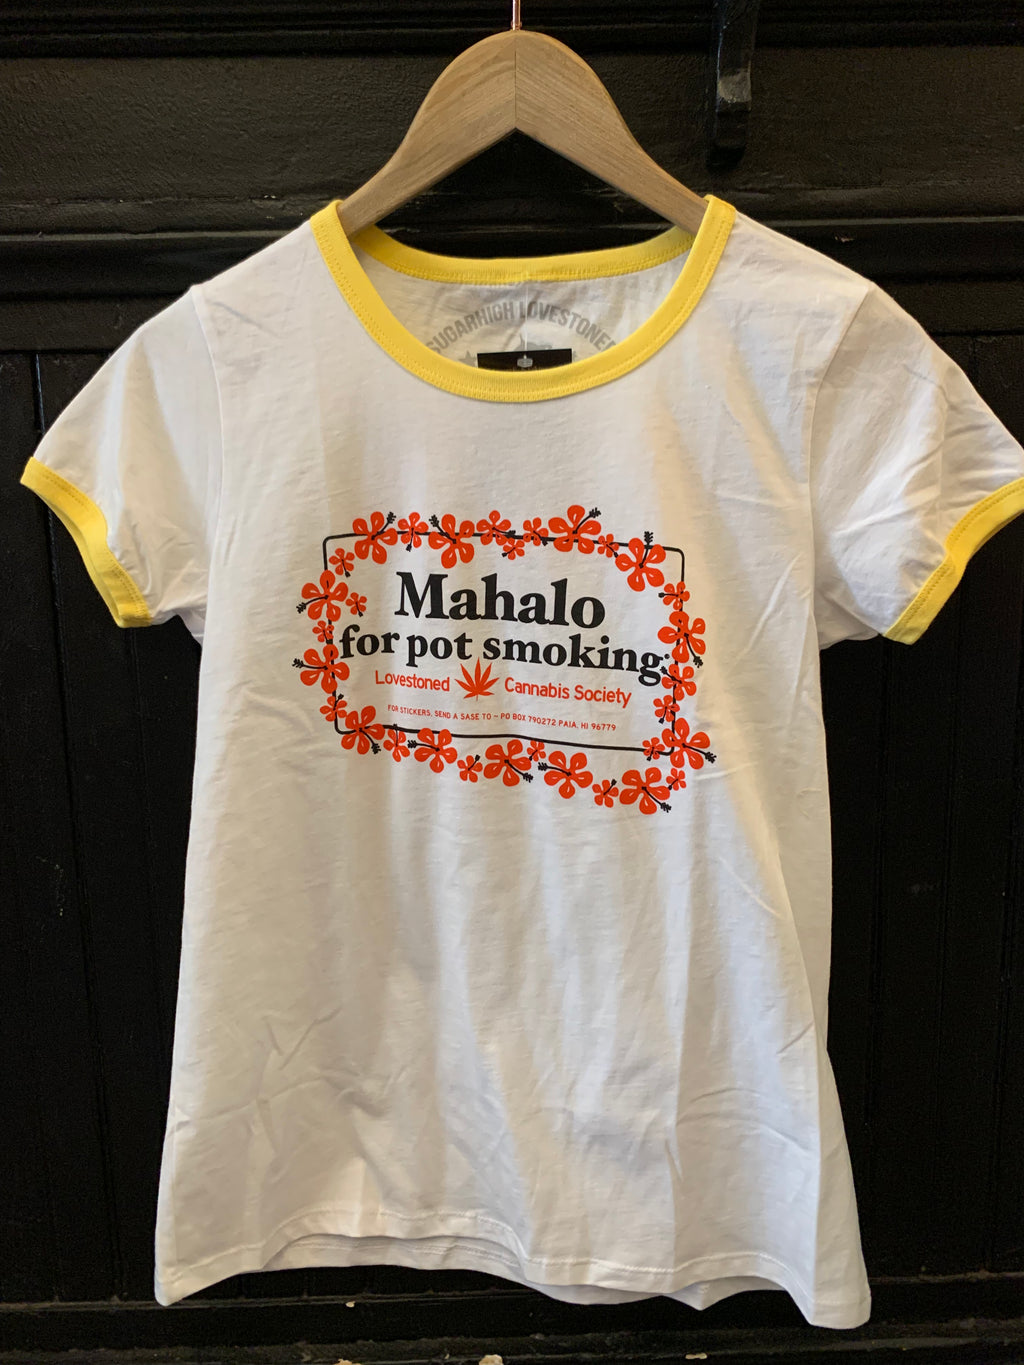 SUGARHIGH LOVESTONED
Mahalo
for pot smoking.
Lovestoned Cannabis Society
FOR STICKERS, SEND A SASE TO – PO BOX 790272 PAIA, HI 96779